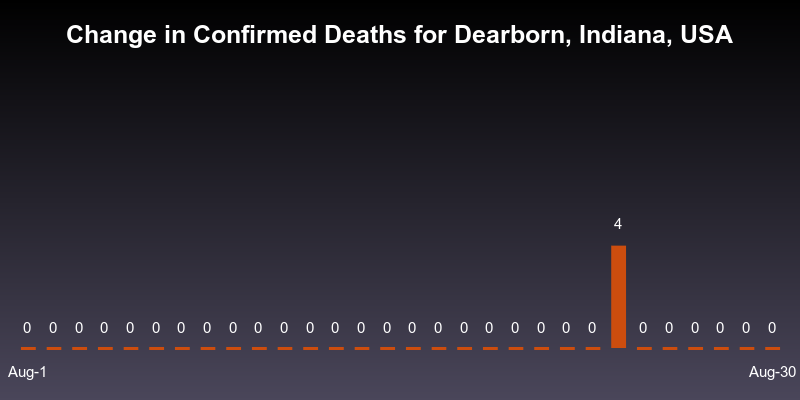 Change in Confirmed Deaths for Dearborn, Indiana, USA
4
0 0 0 0 0 0 0 0 0 0 0 0 0 0 0 0 0 0 0 0 0 0 0 0 0 0 0 0 0
Aug-1 Aug-30